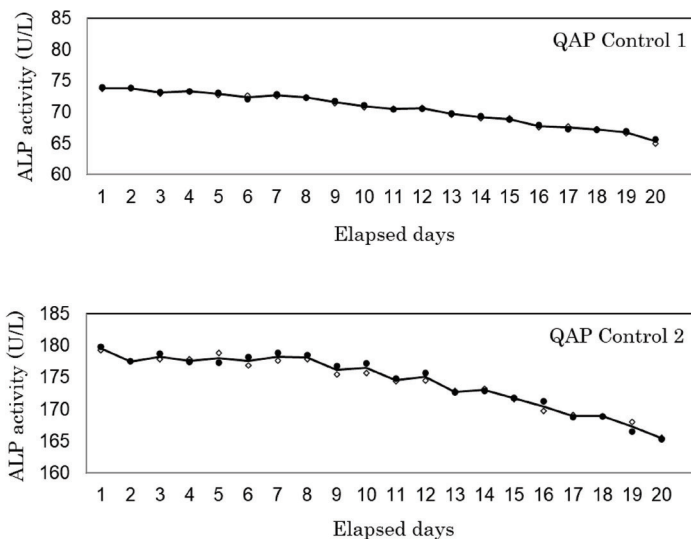 ALP activity (U/L)
85
80
75
70
65
60
QAP Control 1
1 2 3 4 5 6 7 8 9 10 11 12 13 14 15 16 17 18 19 20
Elapsed days
ALP activity (U/L)
185
180
175
170
165
160
QAP Control 2
1 2 3 4 5 6 7 8 9 10 11 12 13 14 15 16 17 18 19 20
Elapsed days